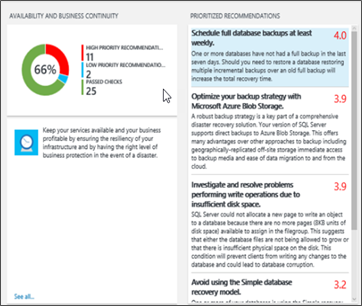 AVAILABILITY AND BUSINESS CONTINUITY
66%
HIGH PRIORITY RECOMMENDATI...
11
LOW PRIORITY RECOMMENDATIO...
2
PASSED CHECKS
25
Keep your services available and your business
profitable by ensuring the resiliency of your
infrastructure and by having the right level of
business protection in the event of a disaster.
See all...
PRIORITIZED RECOMMENDATIONS
Schedule full database backups at least
weekly.
4.0
One or more databases have not had a full backup in the last
seven days. Should you need to restore a database restoring
multiple incremental backups over an old full backup will
increase the total recovery time.
Optimize your backup strategy with
Microsoft Azure Blob Storage.
3.9
A robust backup strategy is a key part of a comprehensive
disaster recovery solution. Your version of SQL Server
supports direct backups to Azure Blob Storage. This offers
many advantages over other approaches to backup including
geographically-replicated off-site storage immediate access
to backup media and ease of data migration to and from the
cloud.
Investigate and resolve problems
performing write operations due to
insufficient disk space.
3.9
SQL Server could not allocate a new page to write an object
to a database because there are no more pages (8KB units
of disk space) available to assign in the filegroup. This suggests
that either the database files are not being allowed to grow or
that there is insufficient physical space on the disk. This
condition will prevent clients from writing any changes to the
database and could lead to database corruption.
Avoid using the Simple database
recovery model.
3.2